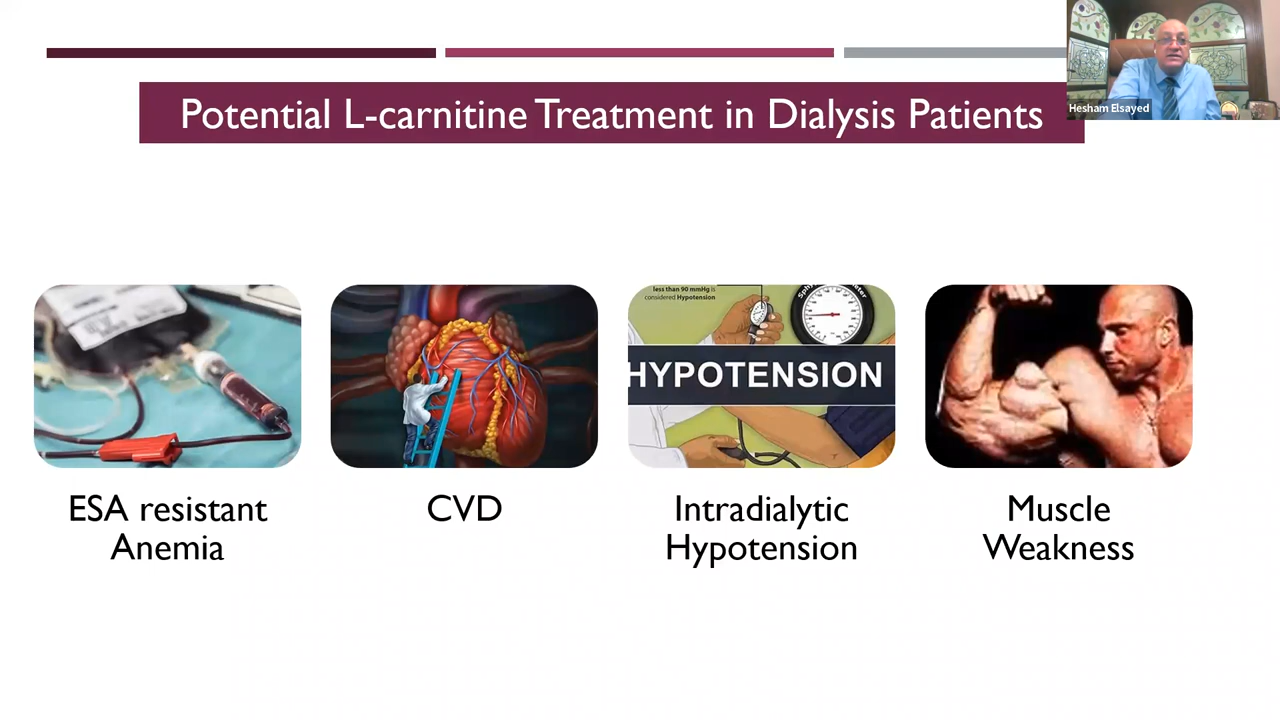 Potential L-carnitine Treatment in Dialysis Patients
Hesham Elsayed
less than 90 mmHg is
considered Hypotension
HYPOTENSION
ESA resistant
Anemia
CVD
Intradialytic
Hypotension
Muscle
Weakness